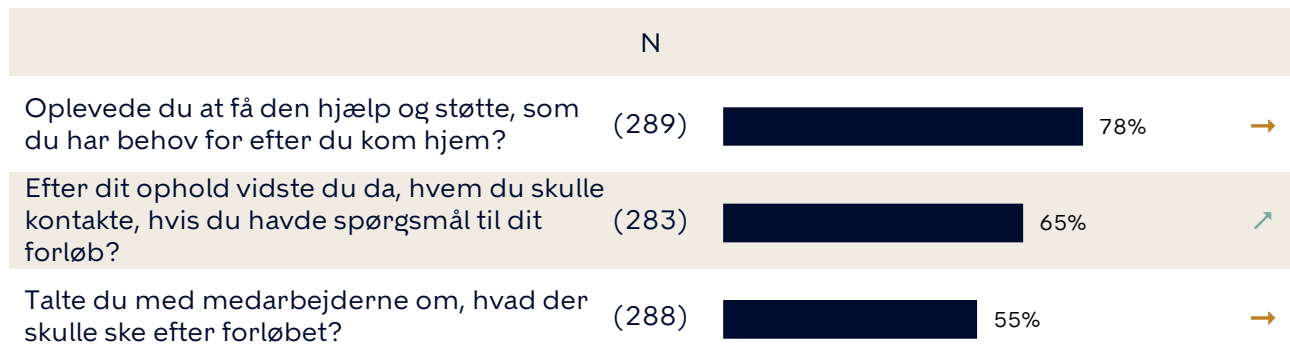 N
Oplevede du at få den hjælp og støtte, som
du har behov for efter du kom hjem?
(289)
78%
→
Efter dit ophold vidste du da, hvem du skulle
kontakte, hvis du havde spørgsmål til dit
forløb?
(283)
65%
↗
Talte du med medarbejderne om, hvad der
skulle ske efter forløbet?
(288)
55%
→